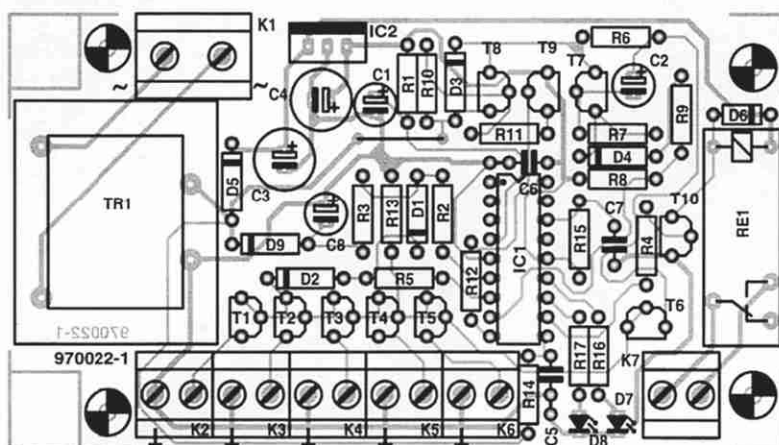 K1
IC2
~
~
C4
C1
R1
R10
D3
T8
T9
T7
R6
C2
R9
D6
R11
R7
D4
R8
C6
TR1
D5
C3
C8
D9
R3
R13
D1
R2
R12
IC1
R15
C7
R4
T10
RE1
D2
R5
T1
T2
T3
T4
T5
T6
970022-1
970022-1
R17
R16
K7
R14
C5
D7
D8
K2
K3
K4
K5
K6